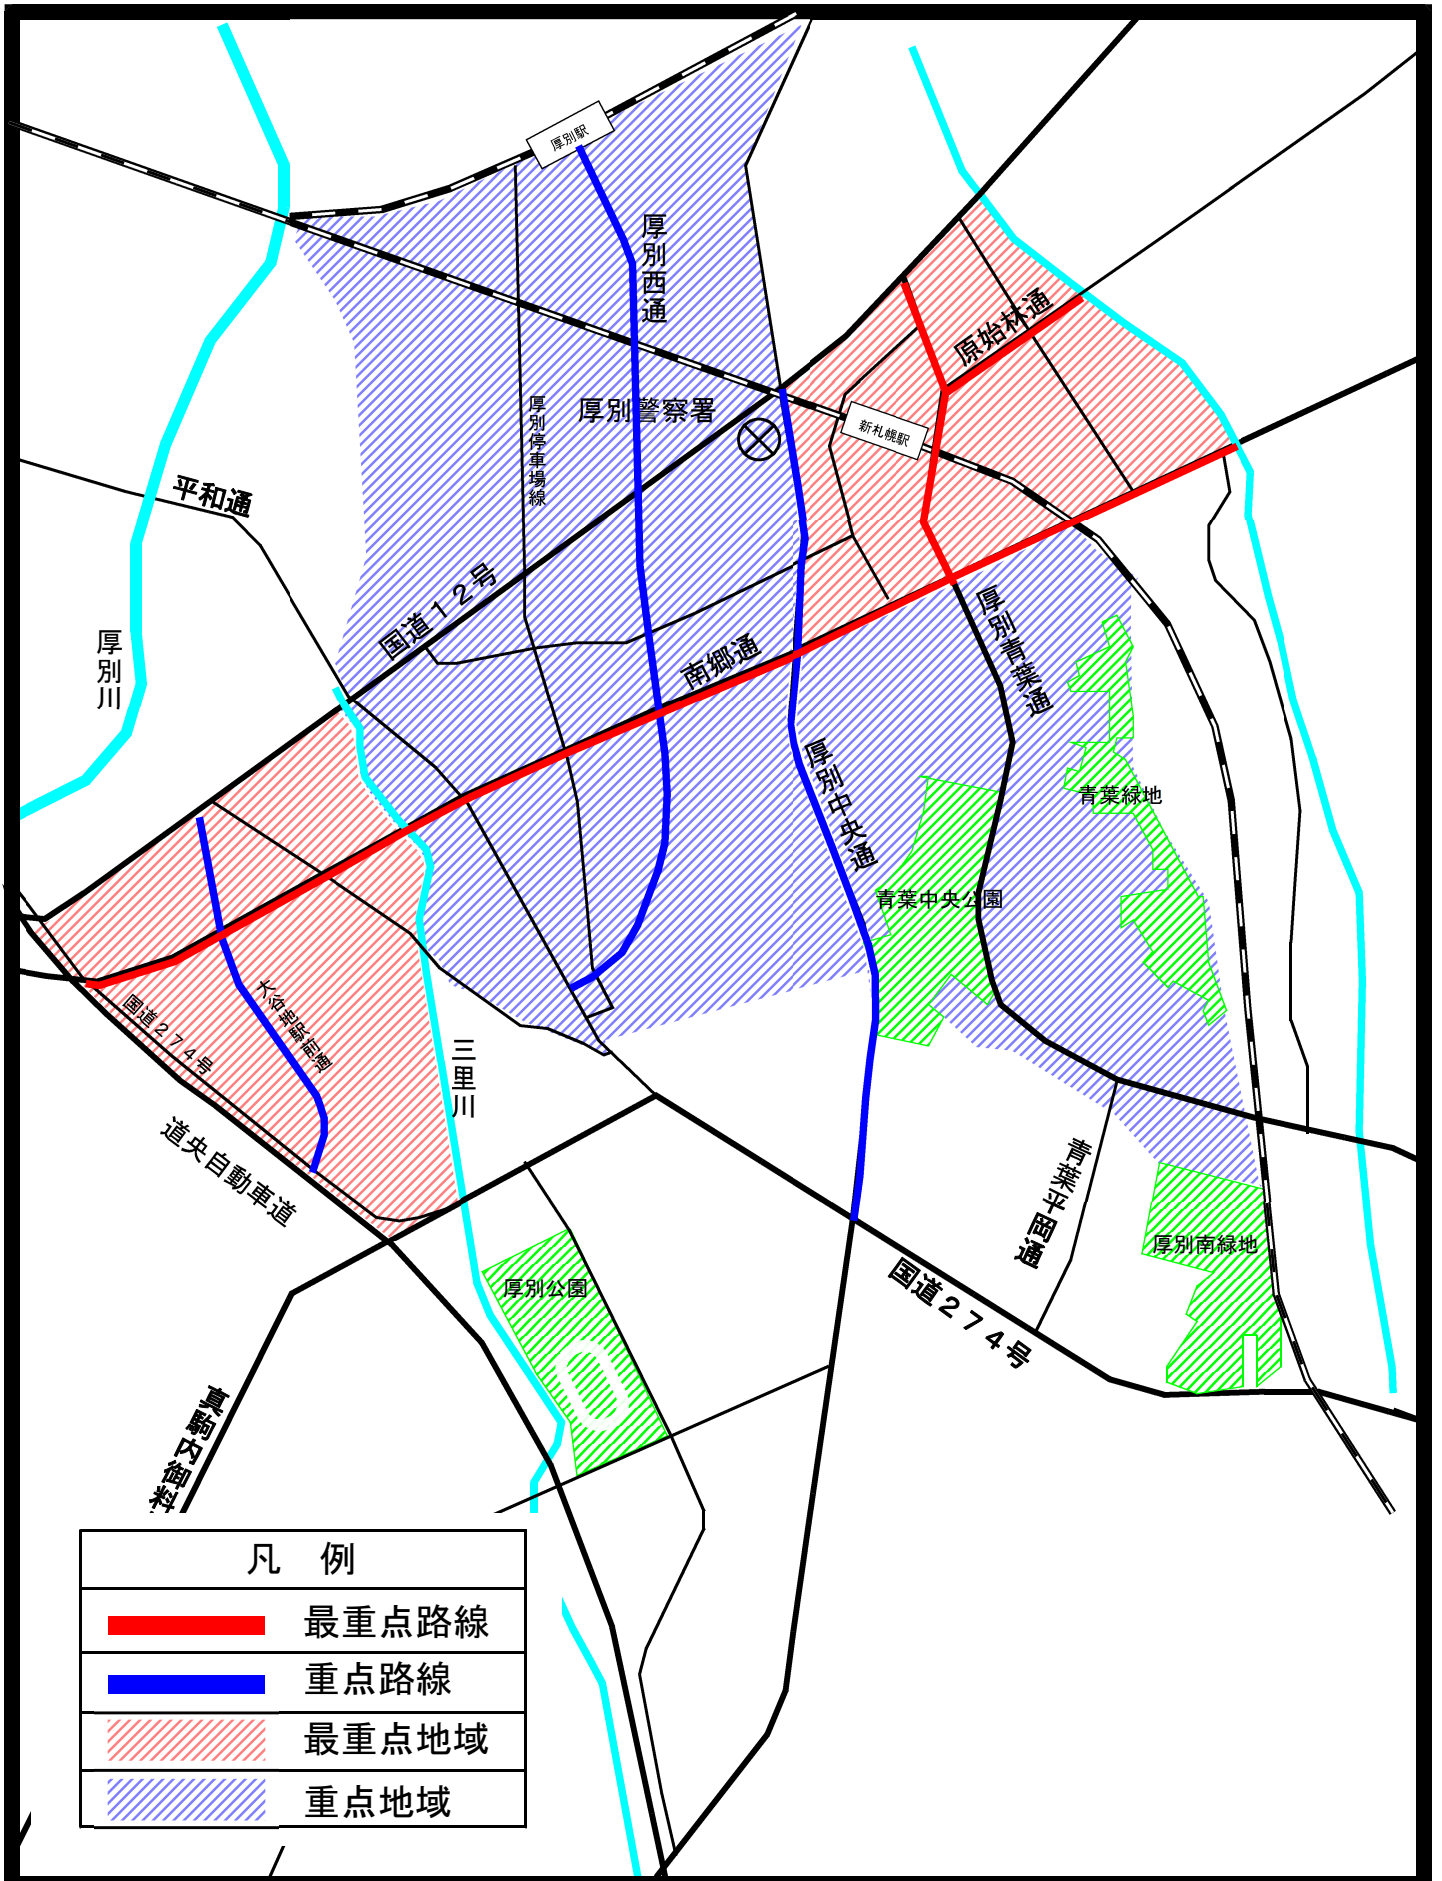 厚別駅
厚別西通
原始林通
厚別停車場線
厚別警察署
新札幌駅
平和通
国道１２号
厚別川
南郷通
厚別青葉通
厚別中央通
青葉緑地
青葉中央公園
大谷地駅前通
国道２７４号
三里川
道央自動車道
青葉平岡通
厚別南緑地
国道２７４号
厚別公園
真駒内御料
凡　例
最重点路線
重点路線
最重点地域
重点地域